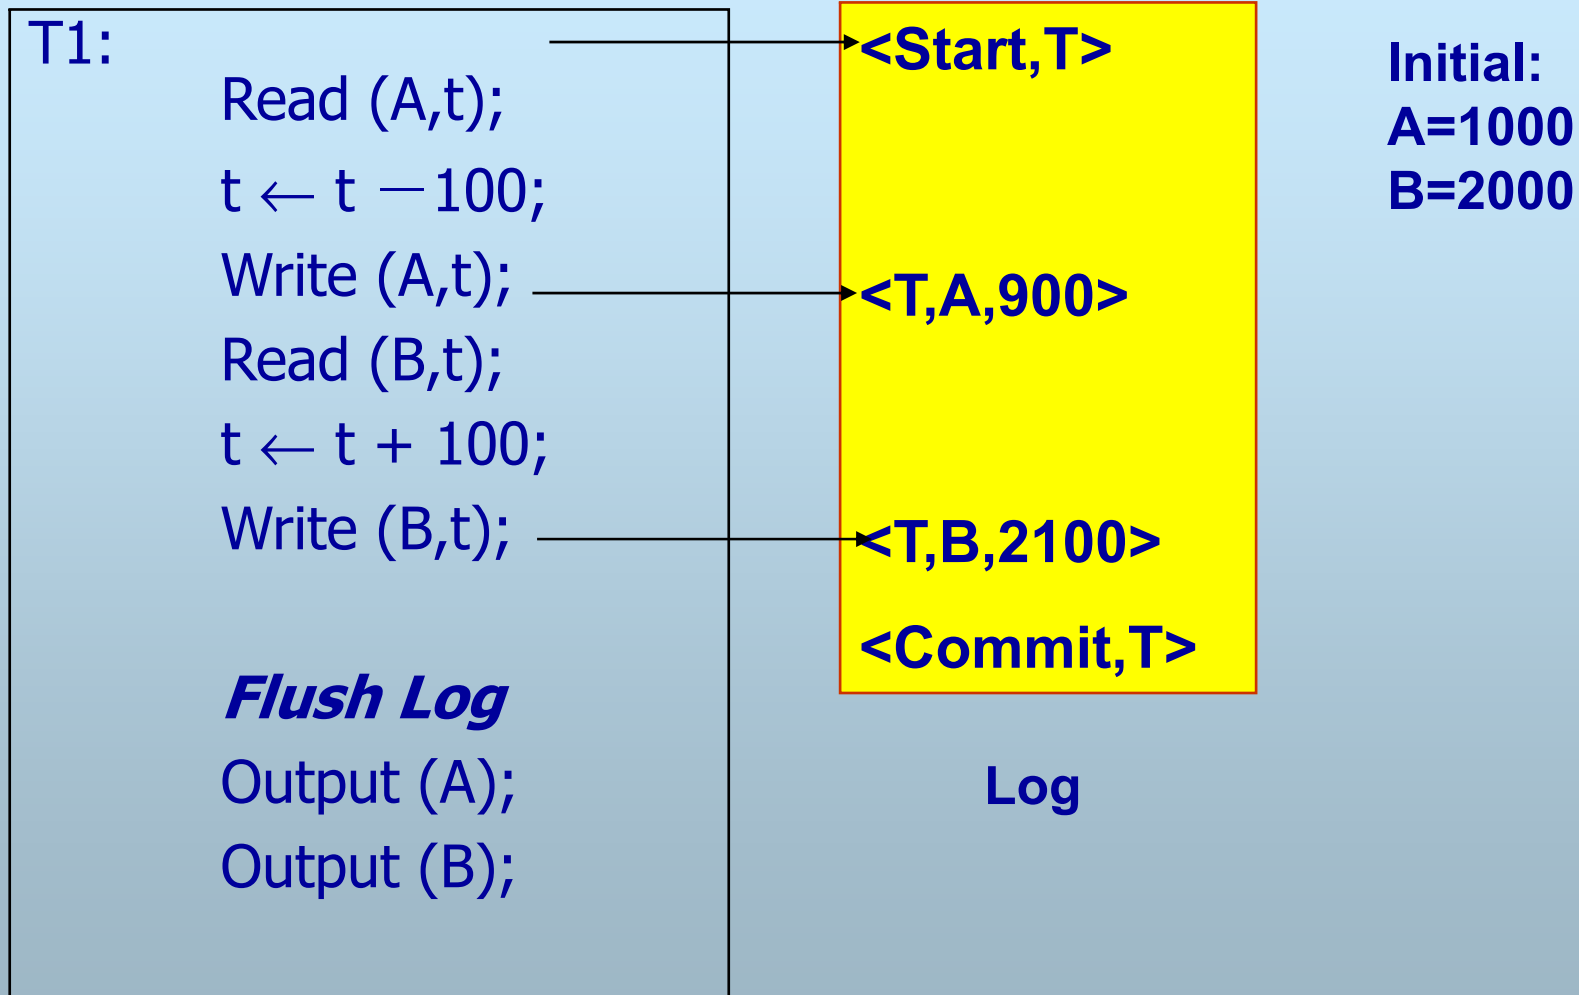 T1:
Read (A,t);
t ← t －100;
Write (A,t);
Read (B,t);
t ← t + 100;
Write (B,t);
Flush Log
Output (A);
Output (B);
<Start,T>
<T,A,900>
<T,B,2100>
<Commit,T>
Log
Initial:
A=1000
B=2000